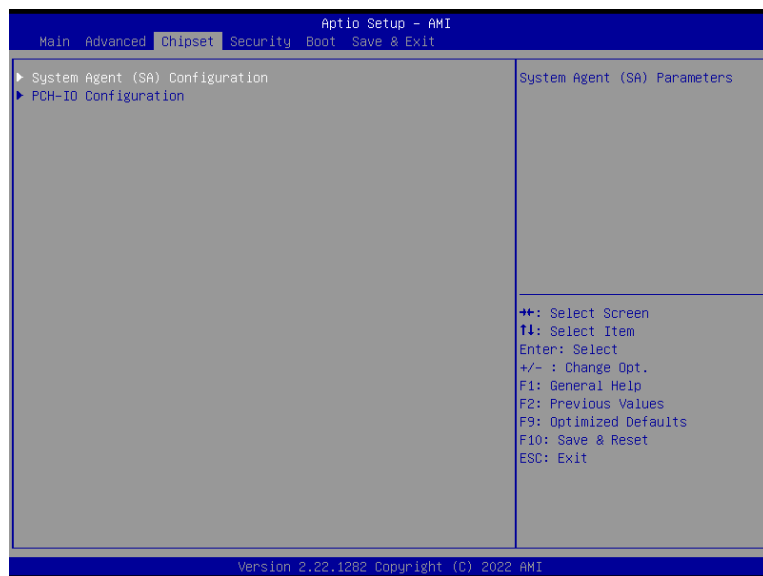 Aptio Setup – AMI
Main Advanced Chipset Security Boot Save & Exit
▶ System Agent (SA) Configuration
▶ PCH-IO Configuration
System Agent (SA) Parameters
→←: Select Screen
↑↓: Select Item
Enter: Select
+/- : Change Opt.
F1: General Help
F2: Previous Values
F9: Optimized Defaults
F10: Save & Reset
ESC: Exit
Version 2.22.1282 Copyright (C) 2022 AMI